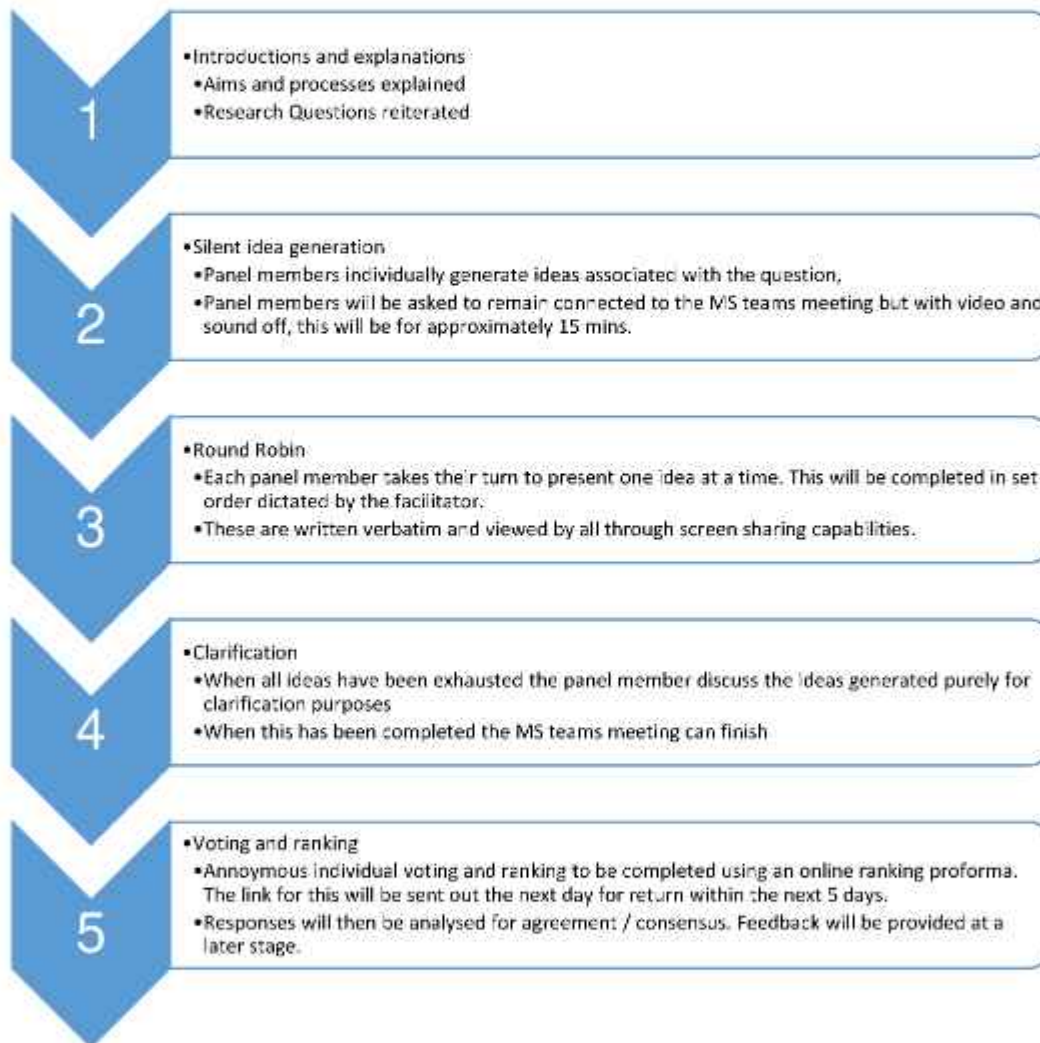 1
•Introductions and explanations
•Aims and processes explained
•Research Questions reiterated
2
•Silent idea generation
•Panel members individually generate ideas associated with the question,
•Panel members will be asked to remain connected to the MS teams meeting but with video and
sound off, this will be for approximately 15 mins.
3
•Round Robin
•Each panel member takes their turn to present one idea at a time. This will be completed in set
order dictated by the facilitator.
•These are written verbatim and viewed by all through screen sharing capabilities.
4
•Clarification
•When all ideas have been exhausted the panel member discuss the ideas generated purely for
clarification purposes
•When this has been completed the MS teams meeting can finish
5
•Voting and ranking
•Annoymous individual voting and ranking to be completed using an online ranking proforma.
The link for this will be sent out the next day for return within the next 5 days.
•Responses will then be analysed for agreement / consensus. Feedback will be provided at a
later stage.